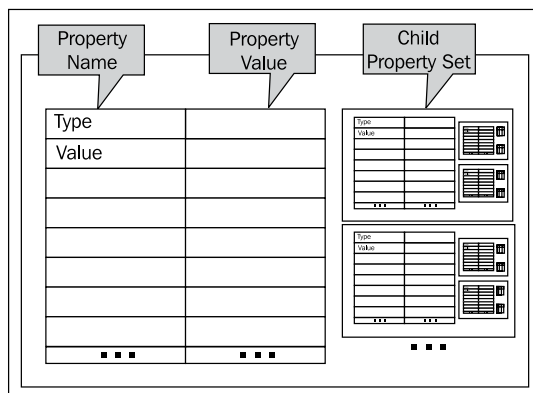 Property
Name
Property
Value
Child
Property Set
Type
Value
Type
Value
Type
Value